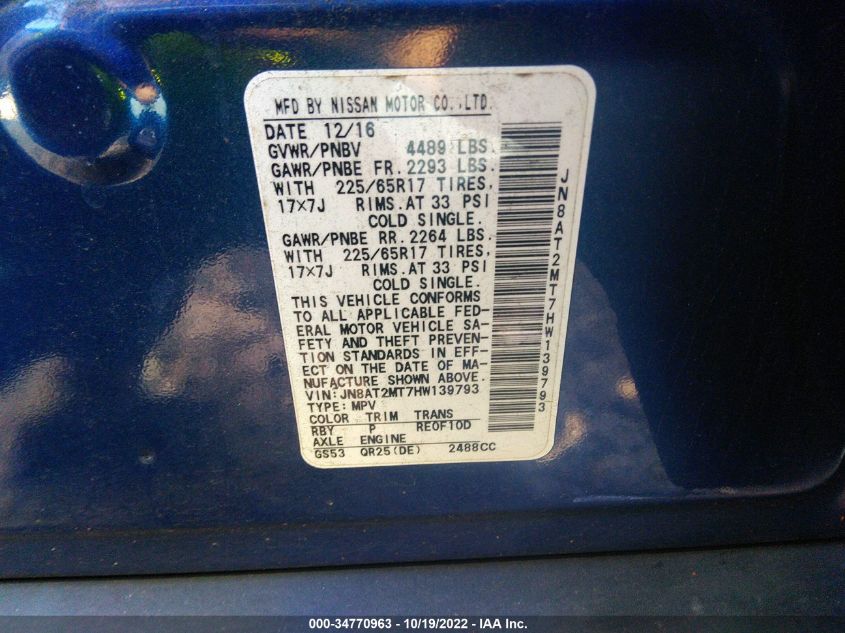 MFD BY NISSAN MOTOR CO.,LTD.
DATE 12/16
GVWR/PNBV 4489 LBS.
GAWR/PNBE FR. 2293 LBS.
WITH 225/65R17 TIRES,
17×7J RIMS.AT 33 PSI
COLD SINGLE.
GAWR/PNBE RR. 2264 LBS.
WITH 225/65R17 TIRES,
17×7J RIMS.AT 33 PSI
COLD SINGLE.
THIS VEHICLE CONFORMS
TO ALL APPLICABLE FED-
ERAL MOTOR VEHICLE SA-
FETY AND THEFT PREVEN-
TION STANDARDS IN EFF-
ECT ON THE DATE OF MA-
NUFACTURE SHOWN ABOVE.
VIN:JN8AT2MT7HW139793
TYPE:MPV
COLOR TRIM TRANS
RBY P RE0F10D
AXLE ENGINE
GS53 QR25(DE) 2488CC
JN8AT2MT7HW139793
000-34770963 - 10/19/2022 - IAA Inc.